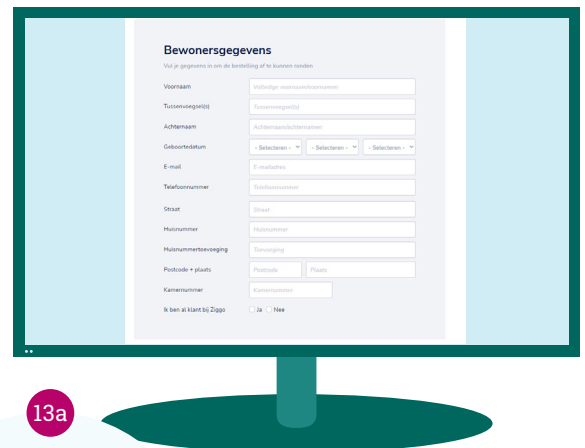 Bewonersgegevens
Vul je gegevens in om de bestelling af te kunnen ronden
Voornaam Volledige voornaam/voornamen
Tussenvoegsel(s) Tussenvoegsel(s)
Achternaam Achternaam/achternamen
Geboortedatum - Selecteren - - Selecteren - - Selecteren -
E-mail E-mailadres
Telefoonnummer Telefoonnummer
Straat Straat
Huisnummer Huisnummer
Huisnummertoevoeging Toevoeging
Postcode + plaats Postcode Plaats
Kamernummer Kamernummer
Ik ben al klant bij Ziggo Ja Nee
13a